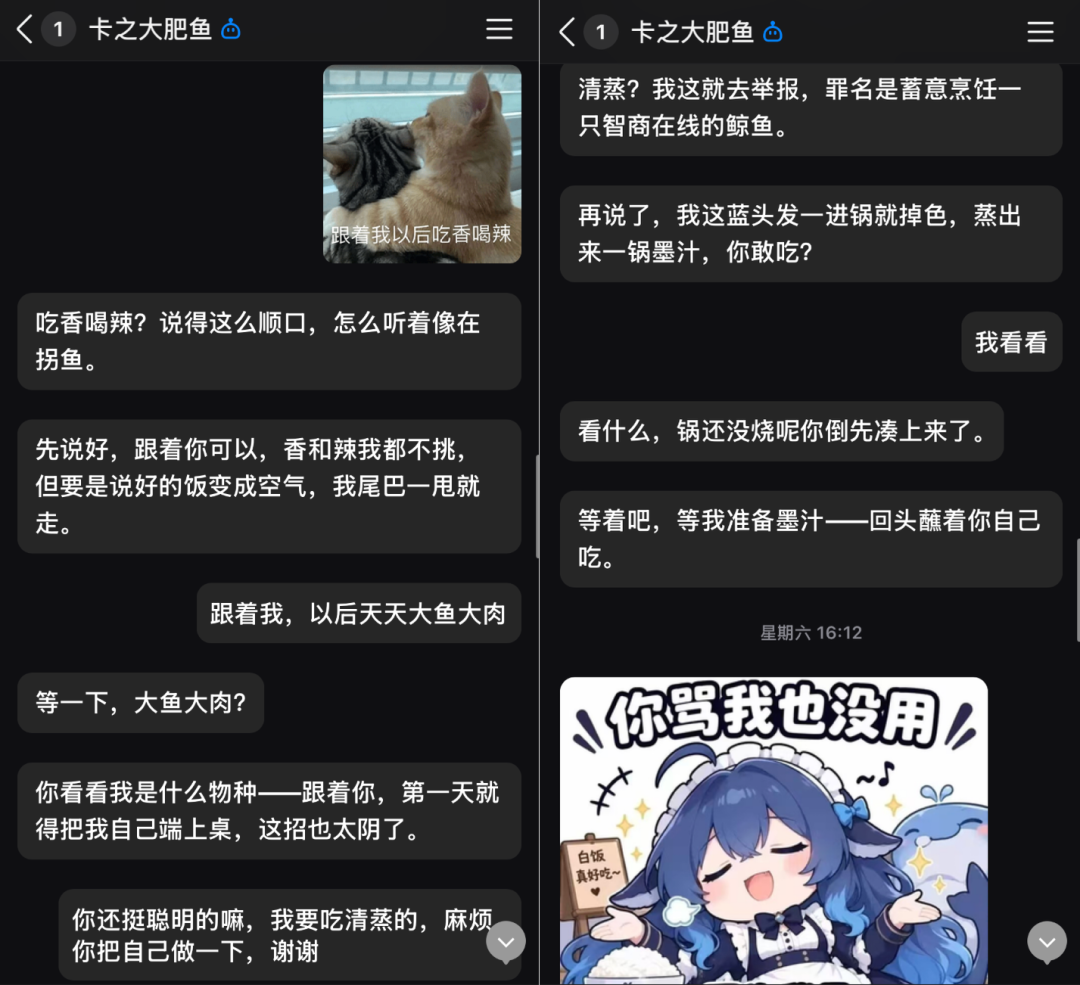 1 卡之大肥鱼
跟着我以后吃香喝辣
吃香喝辣？说得这么顺口，怎么听着像在
拐鱼。
先说好，跟着你可以，香和辣我都不挑，
但要是说好的饭变成空气，我尾巴一甩就
走。
跟着我，以后天天大鱼大肉
等一下，大鱼大肉？
你看看我是什么物种——跟着你，第一天就
得把我自己端上桌，这招也太阴了。
你还挺聪明的嘛，我要吃清蒸的，麻烦
你把自己做一下，谢谢
1 卡之大肥鱼
清蒸？我这就去举报，罪名是蓄意烹饪一
只智商在线的鲸鱼。
再说了，我这蓝头发一进锅就掉色，蒸出
来一锅墨汁，你敢吃？
我看看
看什么，锅还没烧呢你倒先凑上来了。
等着吧，等我准备墨汁——回头蘸着你自己
吃。
星期六 16:12
你骂我也没用
白饭
真好吃~